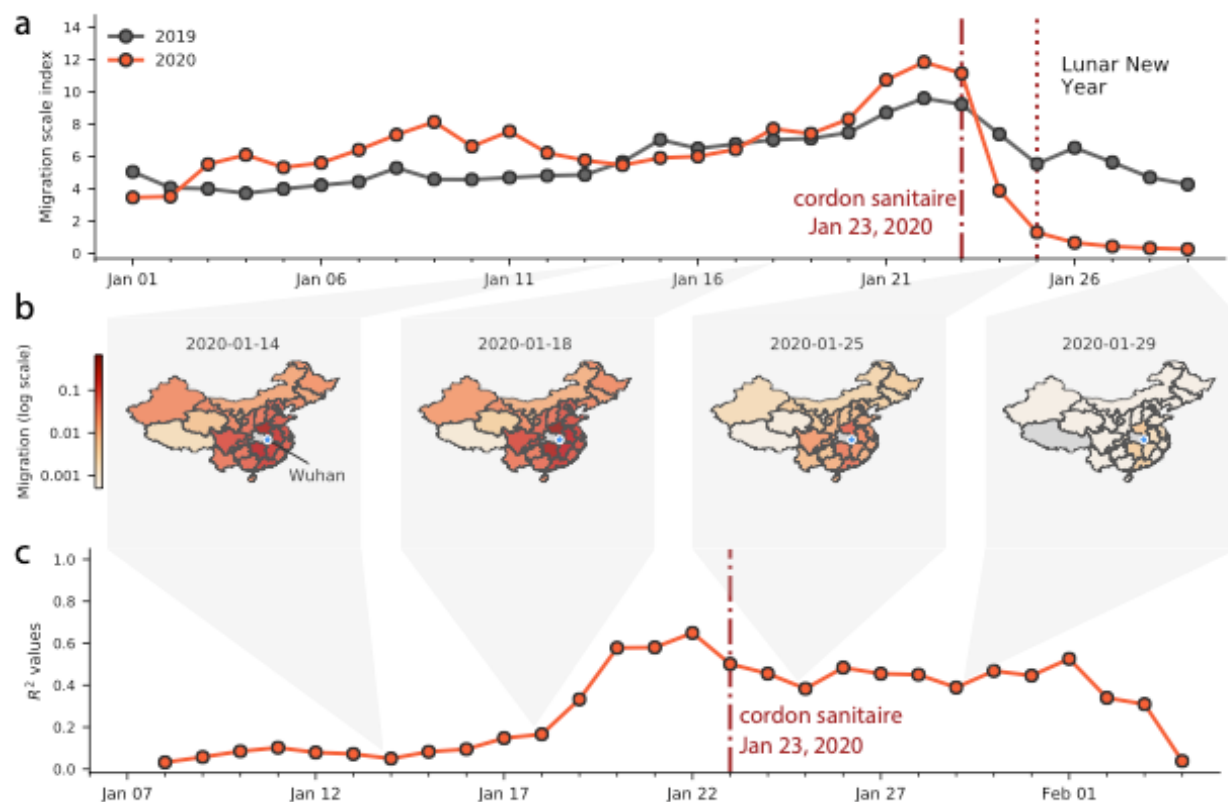 a
14
12
10
8
6
4
2
0
Migration scale index
2019
2020
Lunar New
Year
cordon sanitaire
Jan 23, 2020
Jan 01
Jan 06
Jan 11
Jan 16
Jan 21
Jan 26
b
Migration (log scale)
0.1
0.01
0.001
2020-01-14
2020-01-18
2020-01-25
2020-01-29
Wuhan
c
1.0
0.8
0.6
0.4
0.2
0.0
R² values
cordon sanitaire
Jan 23, 2020
Jan 07
Jan 12
Jan 17
Jan 22
Jan 27
Feb 01